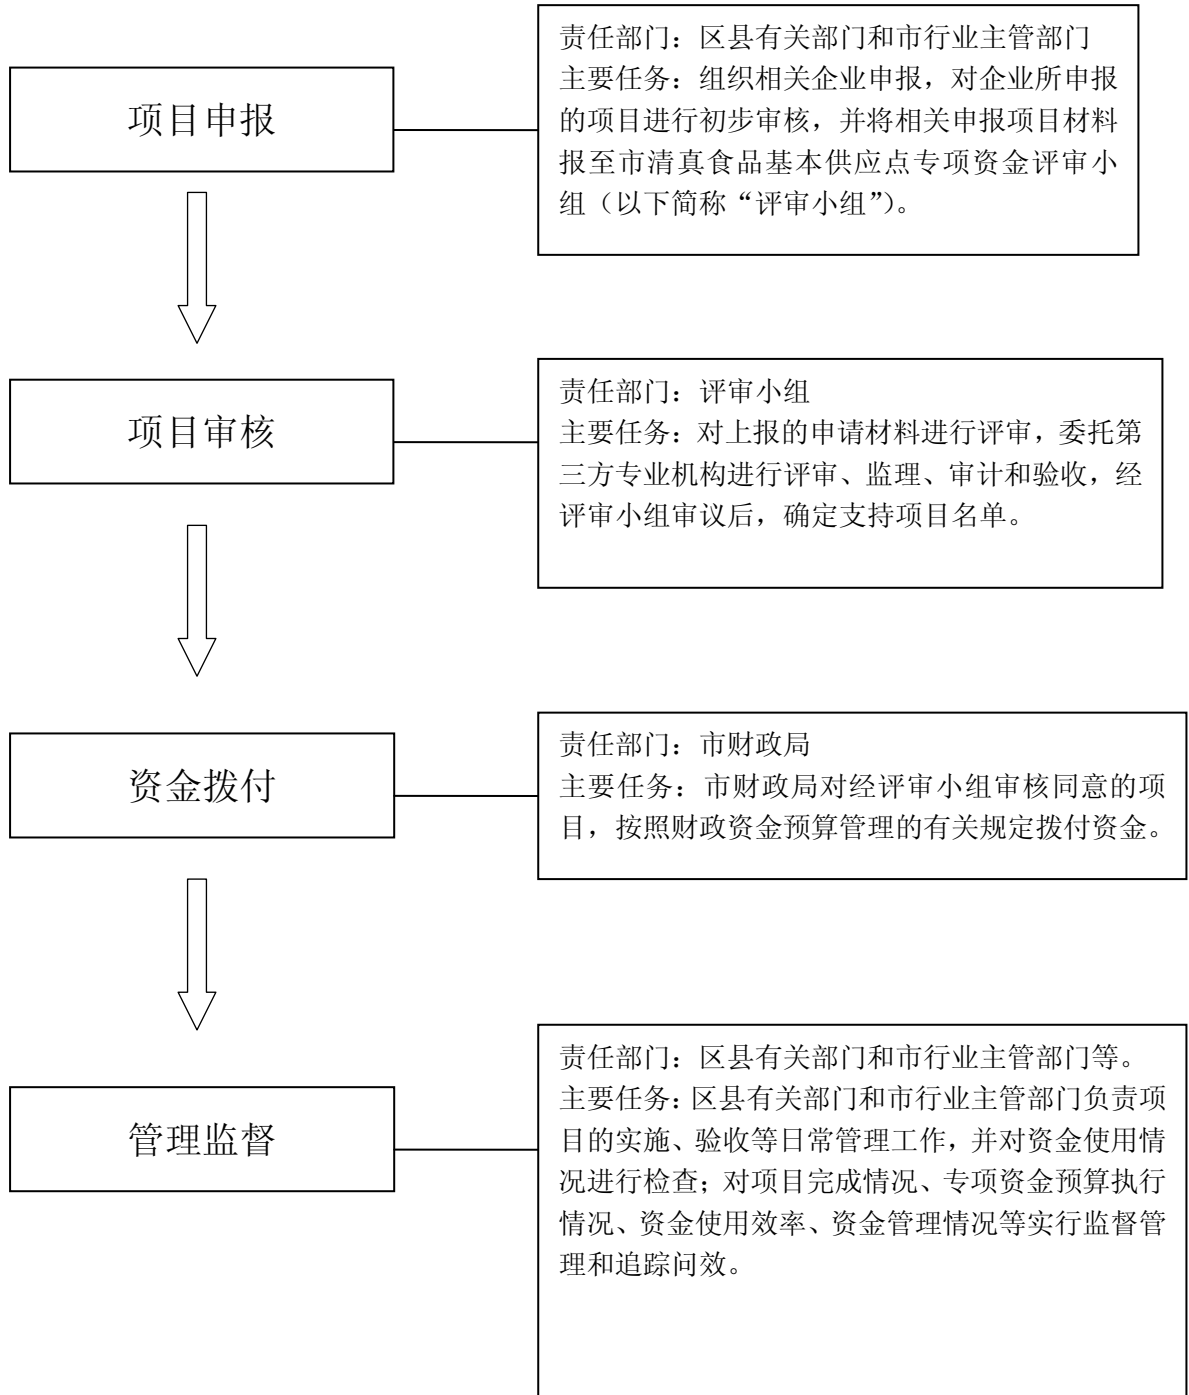 项目申报
责任部门：区县有关部门和市行业主管部门
主要任务：组织相关企业申报，对企业所申报
的项目进行初步审核，并将相关申报项目材料
报至市清真食品基本供应点专项资金评审小
组（以下简称“评审小组”）。
项目审核
责任部门：评审小组
主要任务：对上报的申请材料进行评审，委托第
三方专业机构进行评审、监理、审计和验收，经
评审小组审议后，确定支持项目名单。
资金拨付
责任部门：市财政局
主要任务：市财政局对经评审小组审核同意的项
目，按照财政资金预算管理的有关规定拨付资金。
管理监督
责任部门：区县有关部门和市行业主管部门等。
主要任务：区县有关部门和市行业主管部门负责项
目的实施、验收等日常管理工作，并对资金使用情
况进行检查；对项目完成情况、专项资金预算执行
情况、资金使用效率、资金管理情况等实行监督管
理和追踪问效。